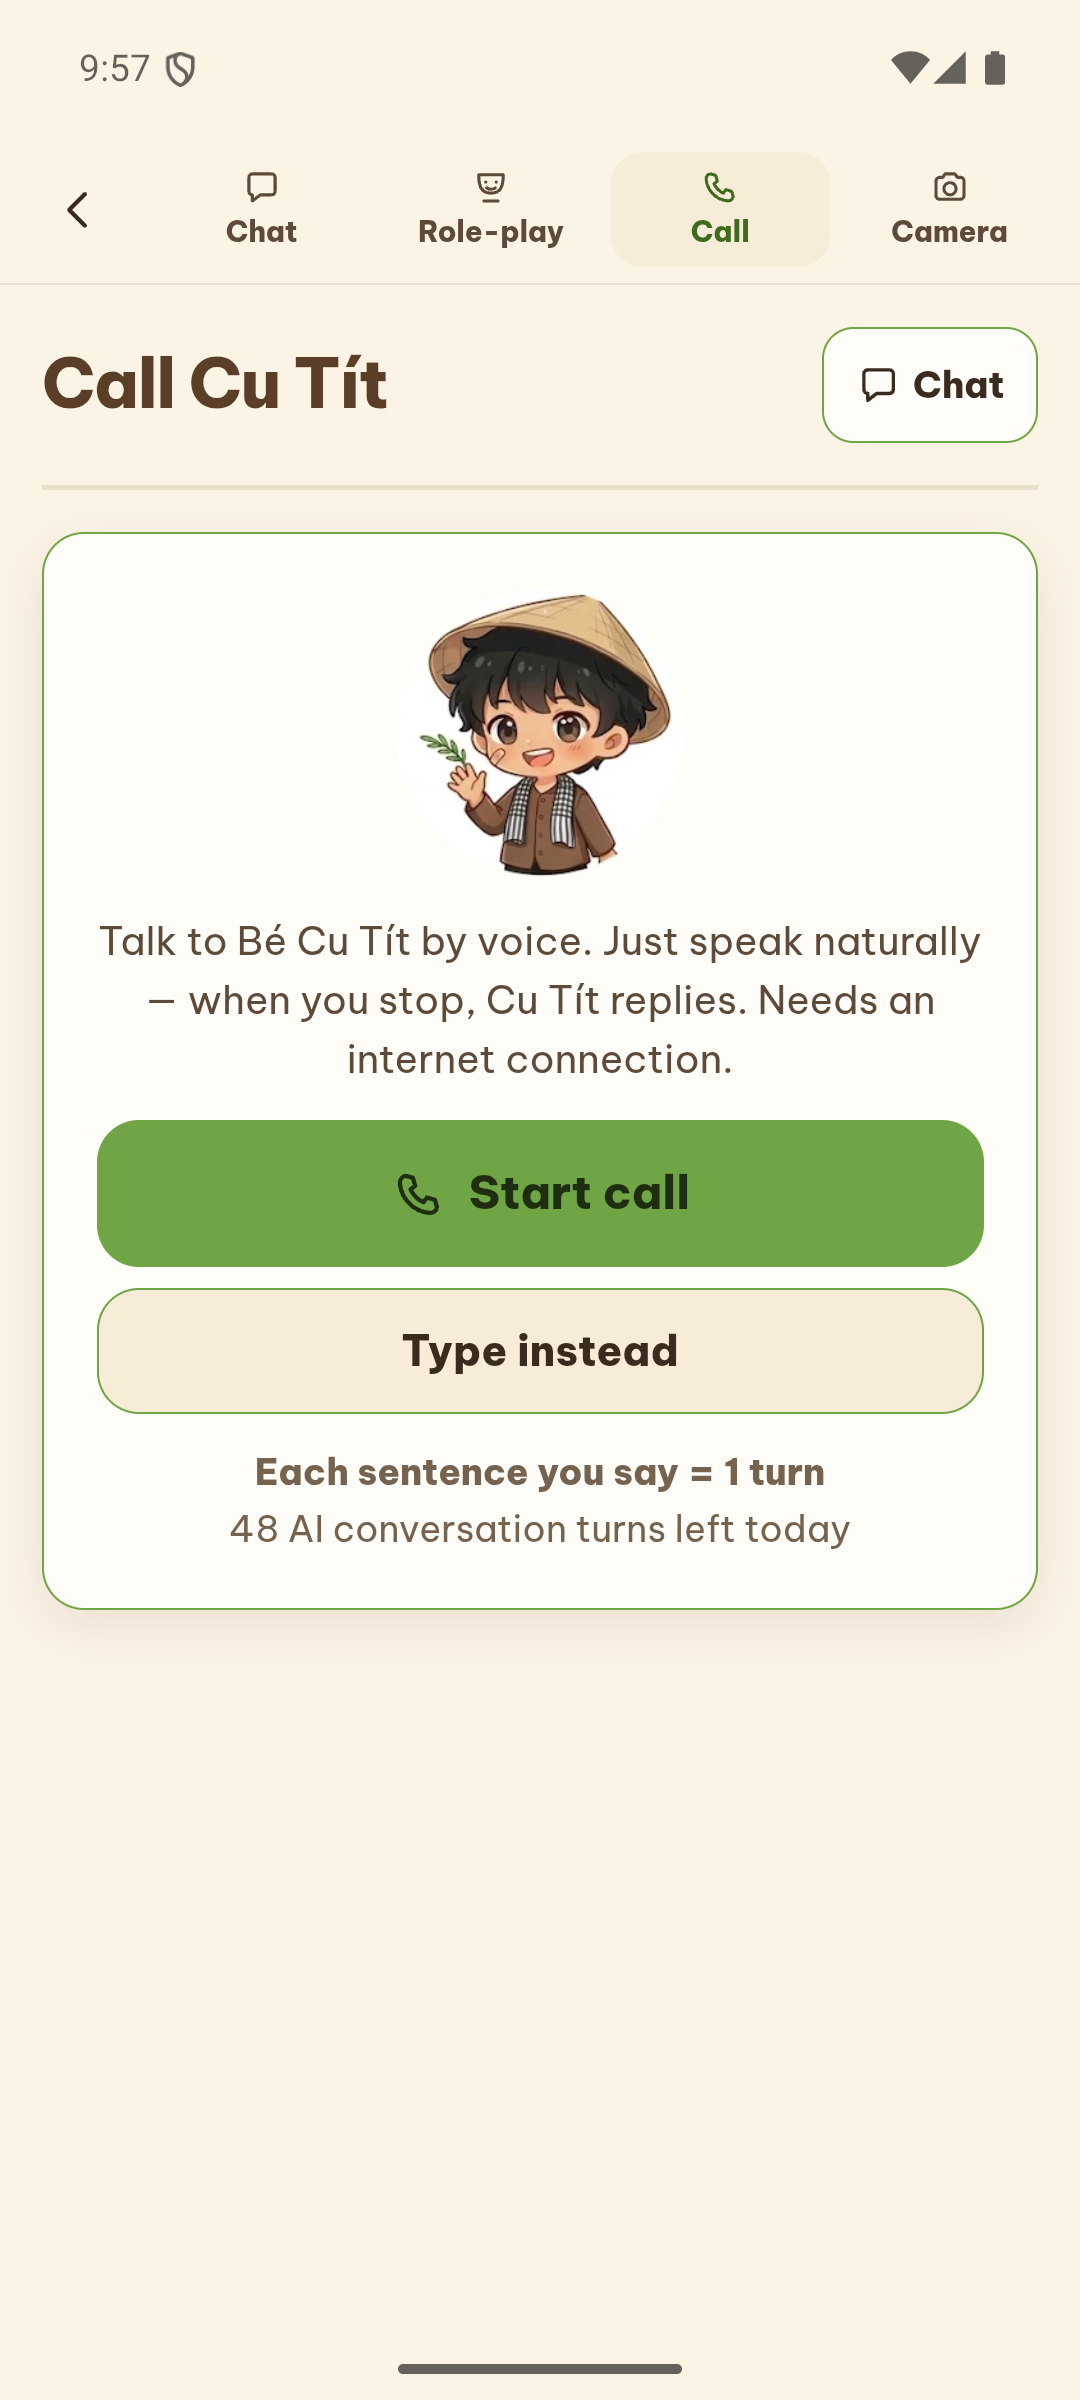 9:57
Chat
Role-play
Call
Camera
Call Cu Tít
Chat
Talk to Bé Cu Tít by voice. Just speak naturally
— when you stop, Cu Tít replies. Needs an
internet connection.
Start call
Type instead
Each sentence you say = 1 turn
48 AI conversation turns left today